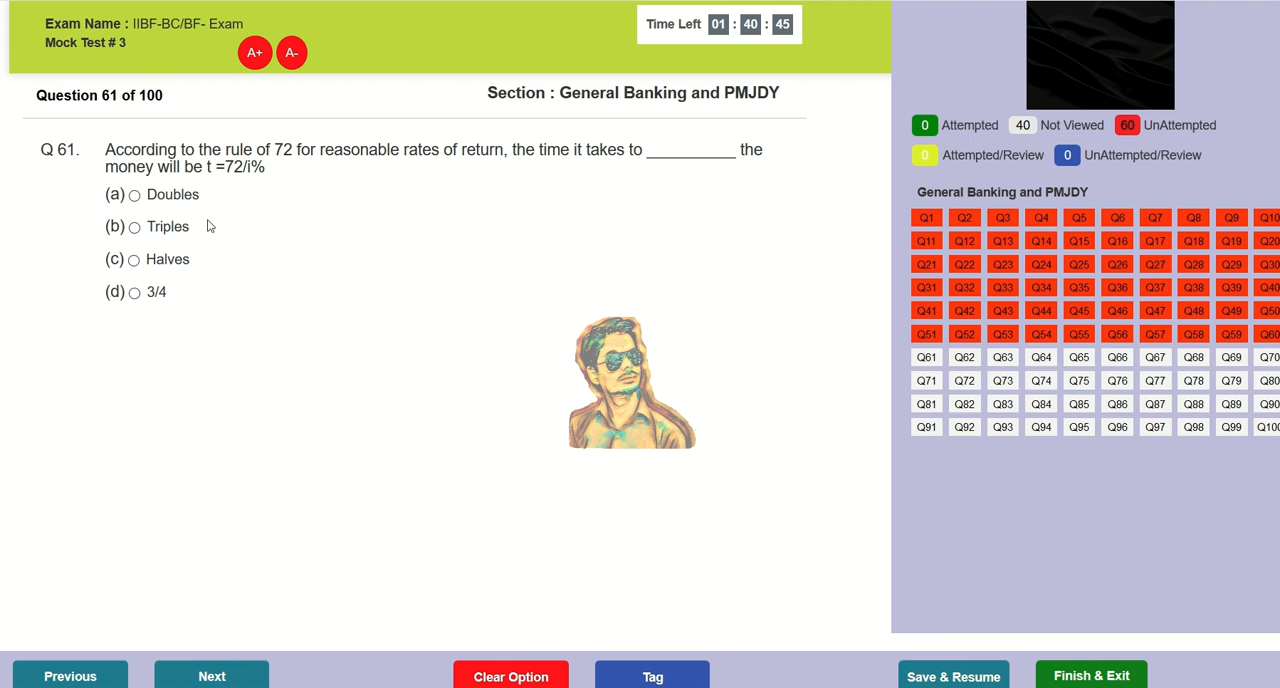 Exam Name : IIBF-BC/BF- Exam
Mock Test # 3
A+ A-
Time Left 01 : 40 : 45
Question 61 of 100
Section : General Banking and PMJDY
Q 61. According to the rule of 72 for reasonable rates of return, the time it takes to __________ the
money will be t =72/i%
(a) Doubles
(b) Triples
(c) Halves
(d) 3/4
0 Attempted 40 Not Viewed 60 UnAttempted
0 Attempted/Review 0 UnAttempted/Review
General Banking and PMJDY
Q1 Q2 Q3 Q4 Q5 Q6 Q7 Q8 Q9 Q10
Q11 Q12 Q13 Q14 Q15 Q16 Q17 Q18 Q19 Q20
Q21 Q22 Q23 Q24 Q25 Q26 Q27 Q28 Q29 Q30
Q31 Q32 Q33 Q34 Q35 Q36 Q37 Q38 Q39 Q40
Q41 Q42 Q43 Q44 Q45 Q46 Q47 Q48 Q49 Q50
Q51 Q52 Q53 Q54 Q55 Q56 Q57 Q58 Q59 Q60
Q61 Q62 Q63 Q64 Q65 Q66 Q67 Q68 Q69 Q70
Q71 Q72 Q73 Q74 Q75 Q76 Q77 Q78 Q79 Q80
Q81 Q82 Q83 Q84 Q85 Q86 Q87 Q88 Q89 Q90
Q91 Q92 Q93 Q94 Q95 Q96 Q97 Q98 Q99 Q100
Previous Next Clear Option Tag Save & Resume Finish & Exit